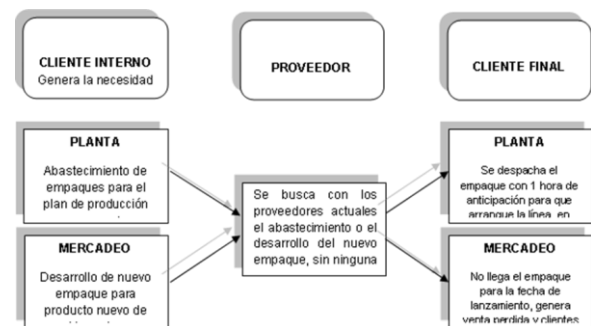 CLIENTE INTERNO
Genera la necesidad
PROVEEDOR
CLIENTE FINAL
PLANTA
Abastecimiento de
empaques para el
plan de producción
MERCADEO
Desarrollo de nuevo
empaque para
producto nuevo de
Se busca con los
proveedores actuales
el abastecimiento o el
desarrollo del nuevo
empaque, sin ninguna
PLANTA
Se despacha el
empaque con 1 hora de
anticipación para que
arranque la línea, en
MERCADEO
No llega el empaque
para la fecha de
lanzamiento, genera
venta perdida y clientes